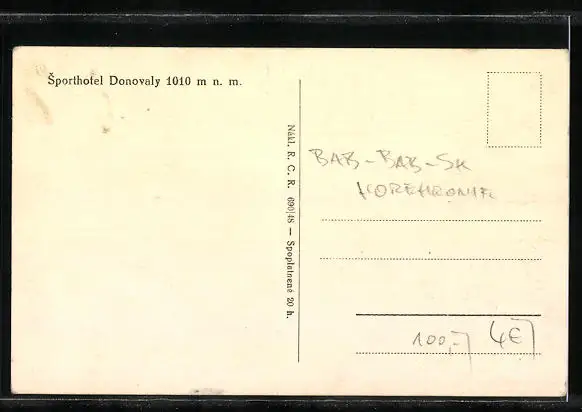 Športhotel Donovaly 1010 m n. m.
Nákl. R. C. R. 690/48 — Spoplatnené 20 h.
BAB - BAB - SK
HOREHRONIE
100,-
4€